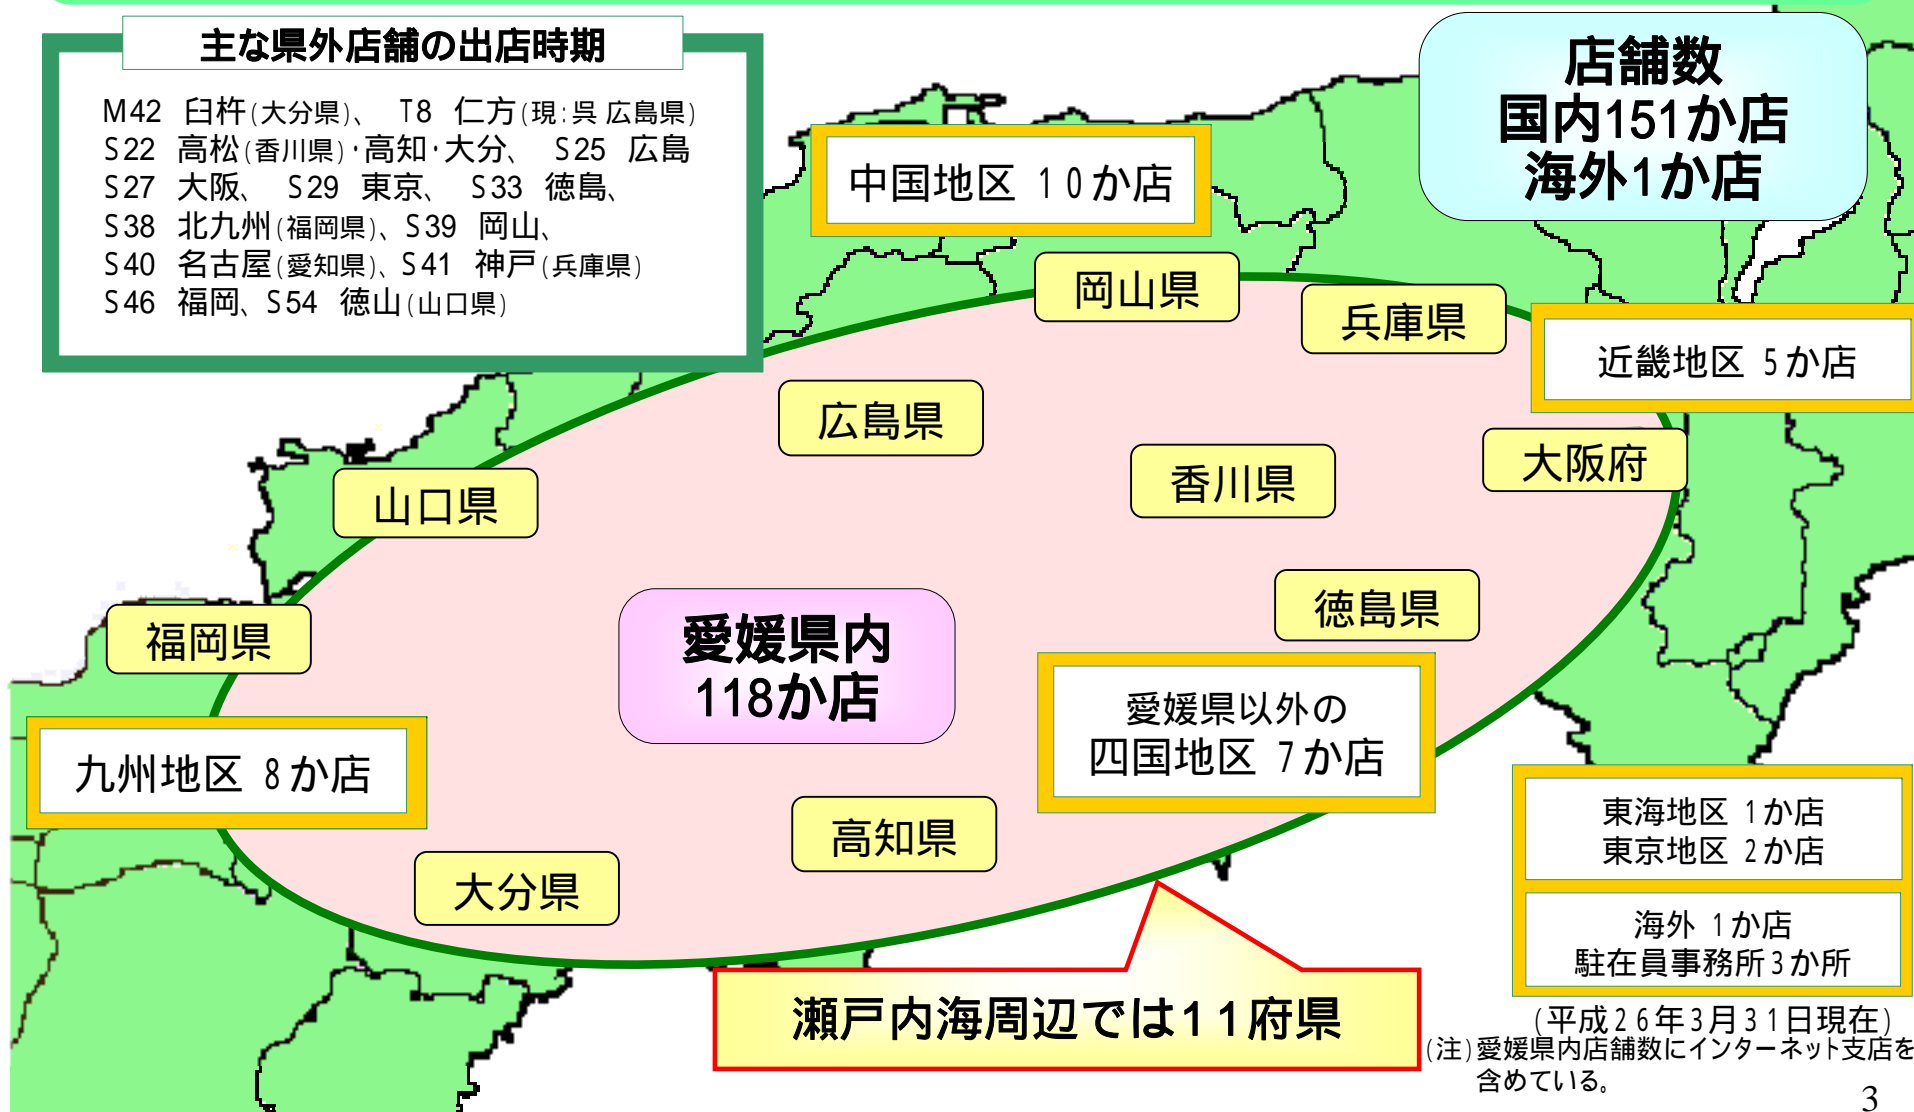 主な県外店舗の出店時期
M42 臼杵(大分県)、 T8 仁方(現:呉 広島県)
S22 高松(香川県)・高知・大分、 S25 広島
S27 大阪、 S29 東京、 S33 徳島、
S38 北九州(福岡県)、S39 岡山、
S40 名古屋(愛知県)、S41 神戸(兵庫県)
S46 福岡、S54 徳山(山口県)
店舗数
国内151か店
海外1か店
中国地区 10か店
岡山県
兵庫県
近畿地区 5か店
広島県
香川県
大阪府
山口県
福岡県
愛媛県内
118か店
徳島県
愛媛県以外の
四国地区 7か店
九州地区 8か店
高知県
大分県
東海地区 1か店
東京地区 2か店
海外 1か店
駐在員事務所3か所
瀬戸内海周辺では11府県
(平成26年3月31日現在)
(注)愛媛県内店舗数にインターネット支店を
含めている。
3